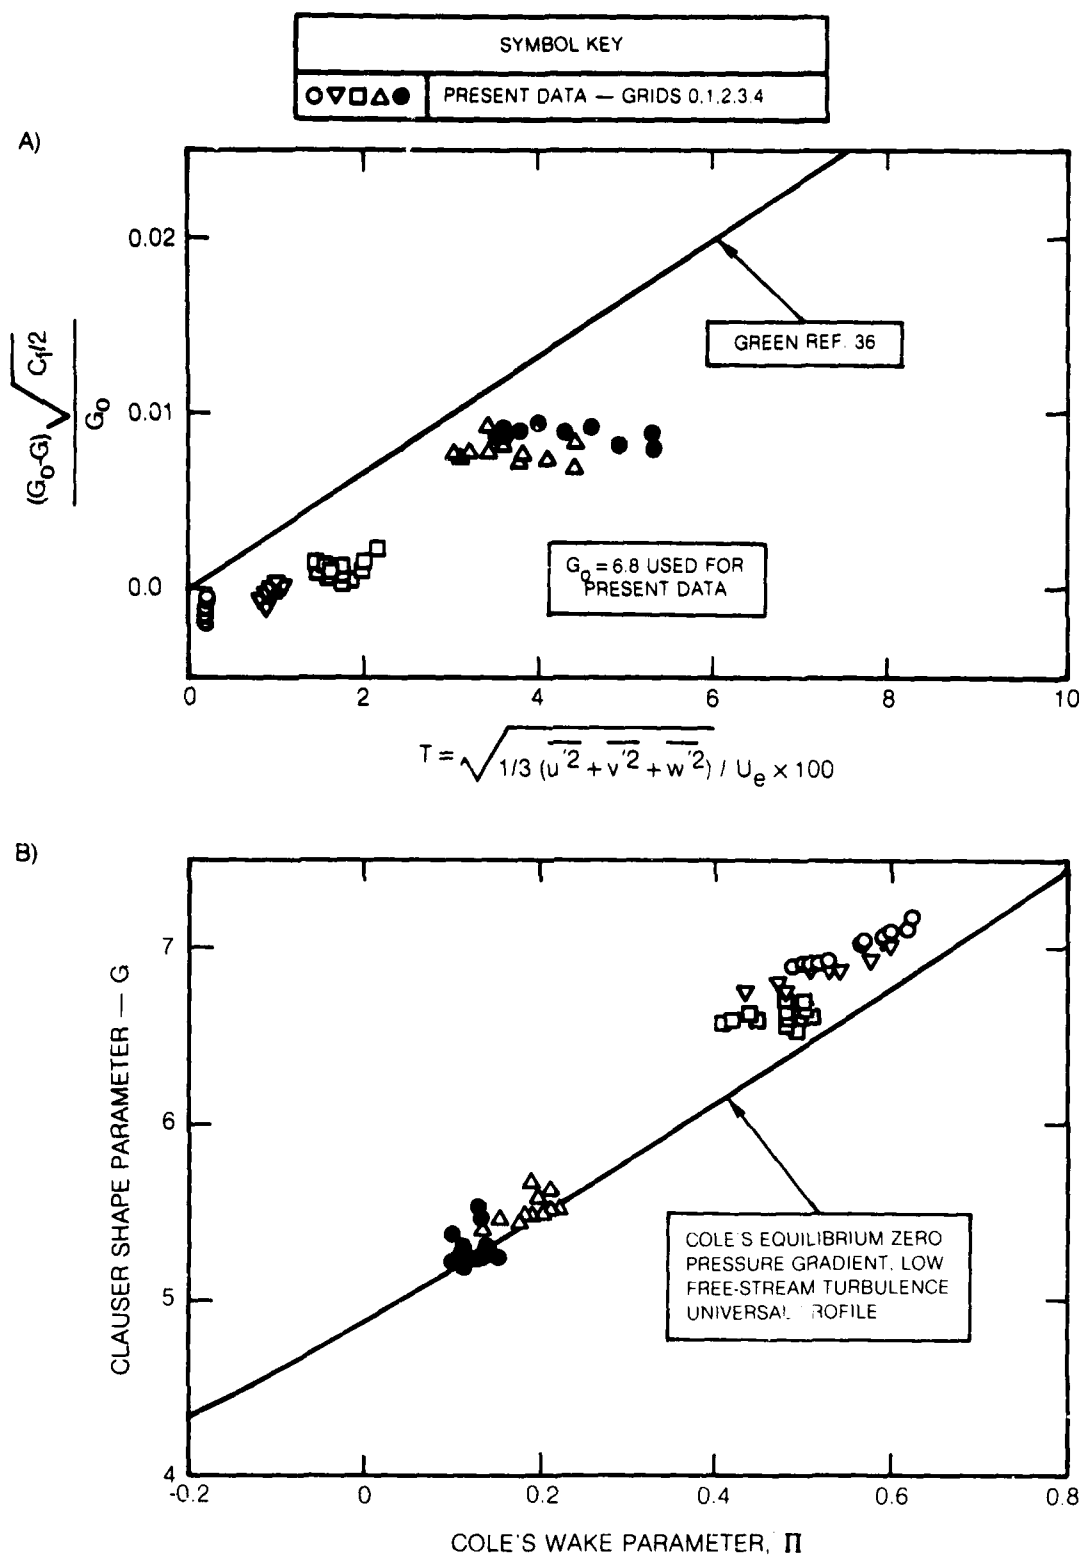 SYMBOL KEY
○▽□△● PRESENT DATA — GRIDS 0,1,2,3,4
A)
0.02
0.01
0.0
(G₀-G) √Cf/2 / G₀
GREEN REF. 36
G₀ = 6.8 USED FOR
PRESENT DATA
0 2 4 6 8 10
T = √1/3 (u'² + v'² + w'²) / Ue × 100
B)
7
6
5
4
CLAUSER SHAPE PARAMETER — G
COLE'S EQUILIBRIUM ZERO
PRESSURE GRADIENT, LOW
FREE-STREAM TURBULENCE
-0.2 0 0.2 0.4 0.6 0.8
COLE'S WAKE PARAMETER, Π